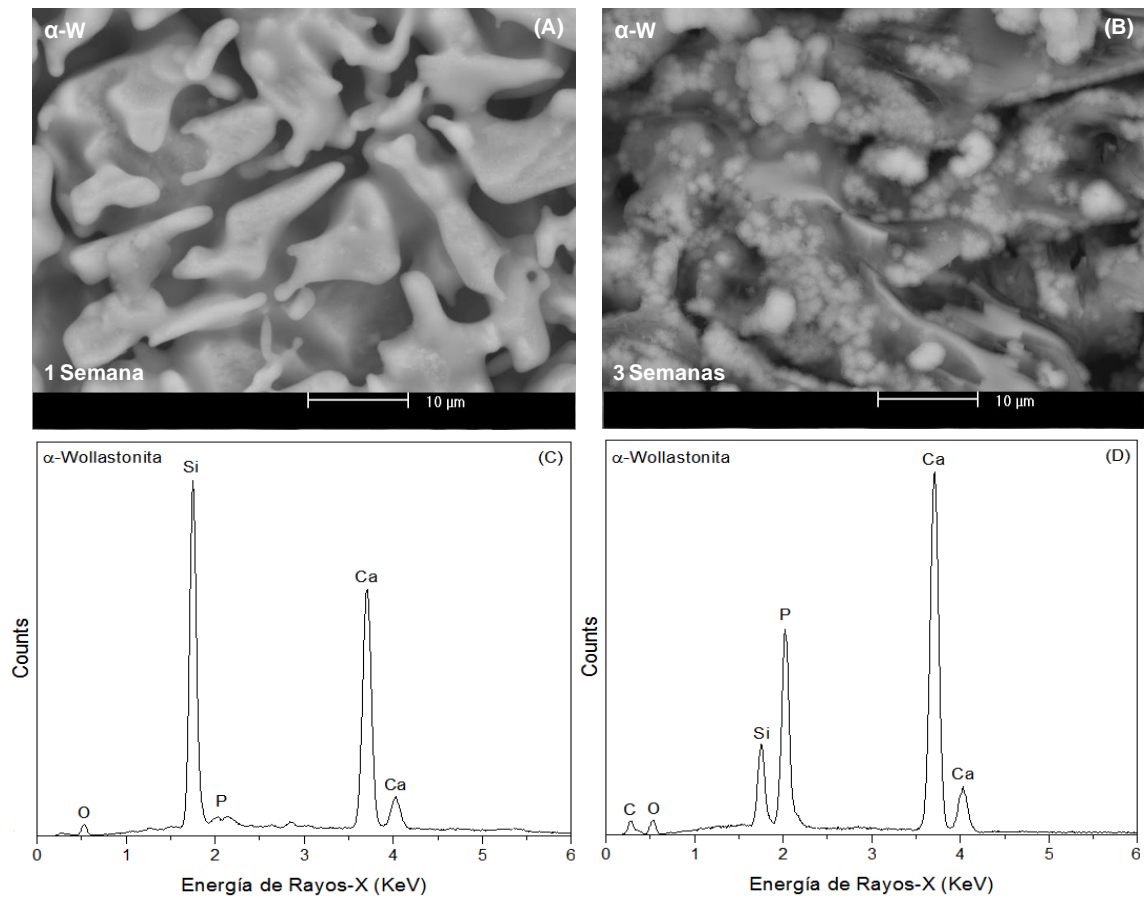 α-W
(A)
1 Semana
10 µm
α-W
(B)
3 Semanas
10 µm
α-Wollastonita
(C)
Si
Ca
P
Ca
O
Counts
0 1 2 3 4 5 6
Energía de Rayos-X (KeV)
α-Wollastonita
(D)
Ca
P
Si
Ca
C
O
Counts
0 1 2 3 4 5 6
Energía de Rayos-X (KeV)